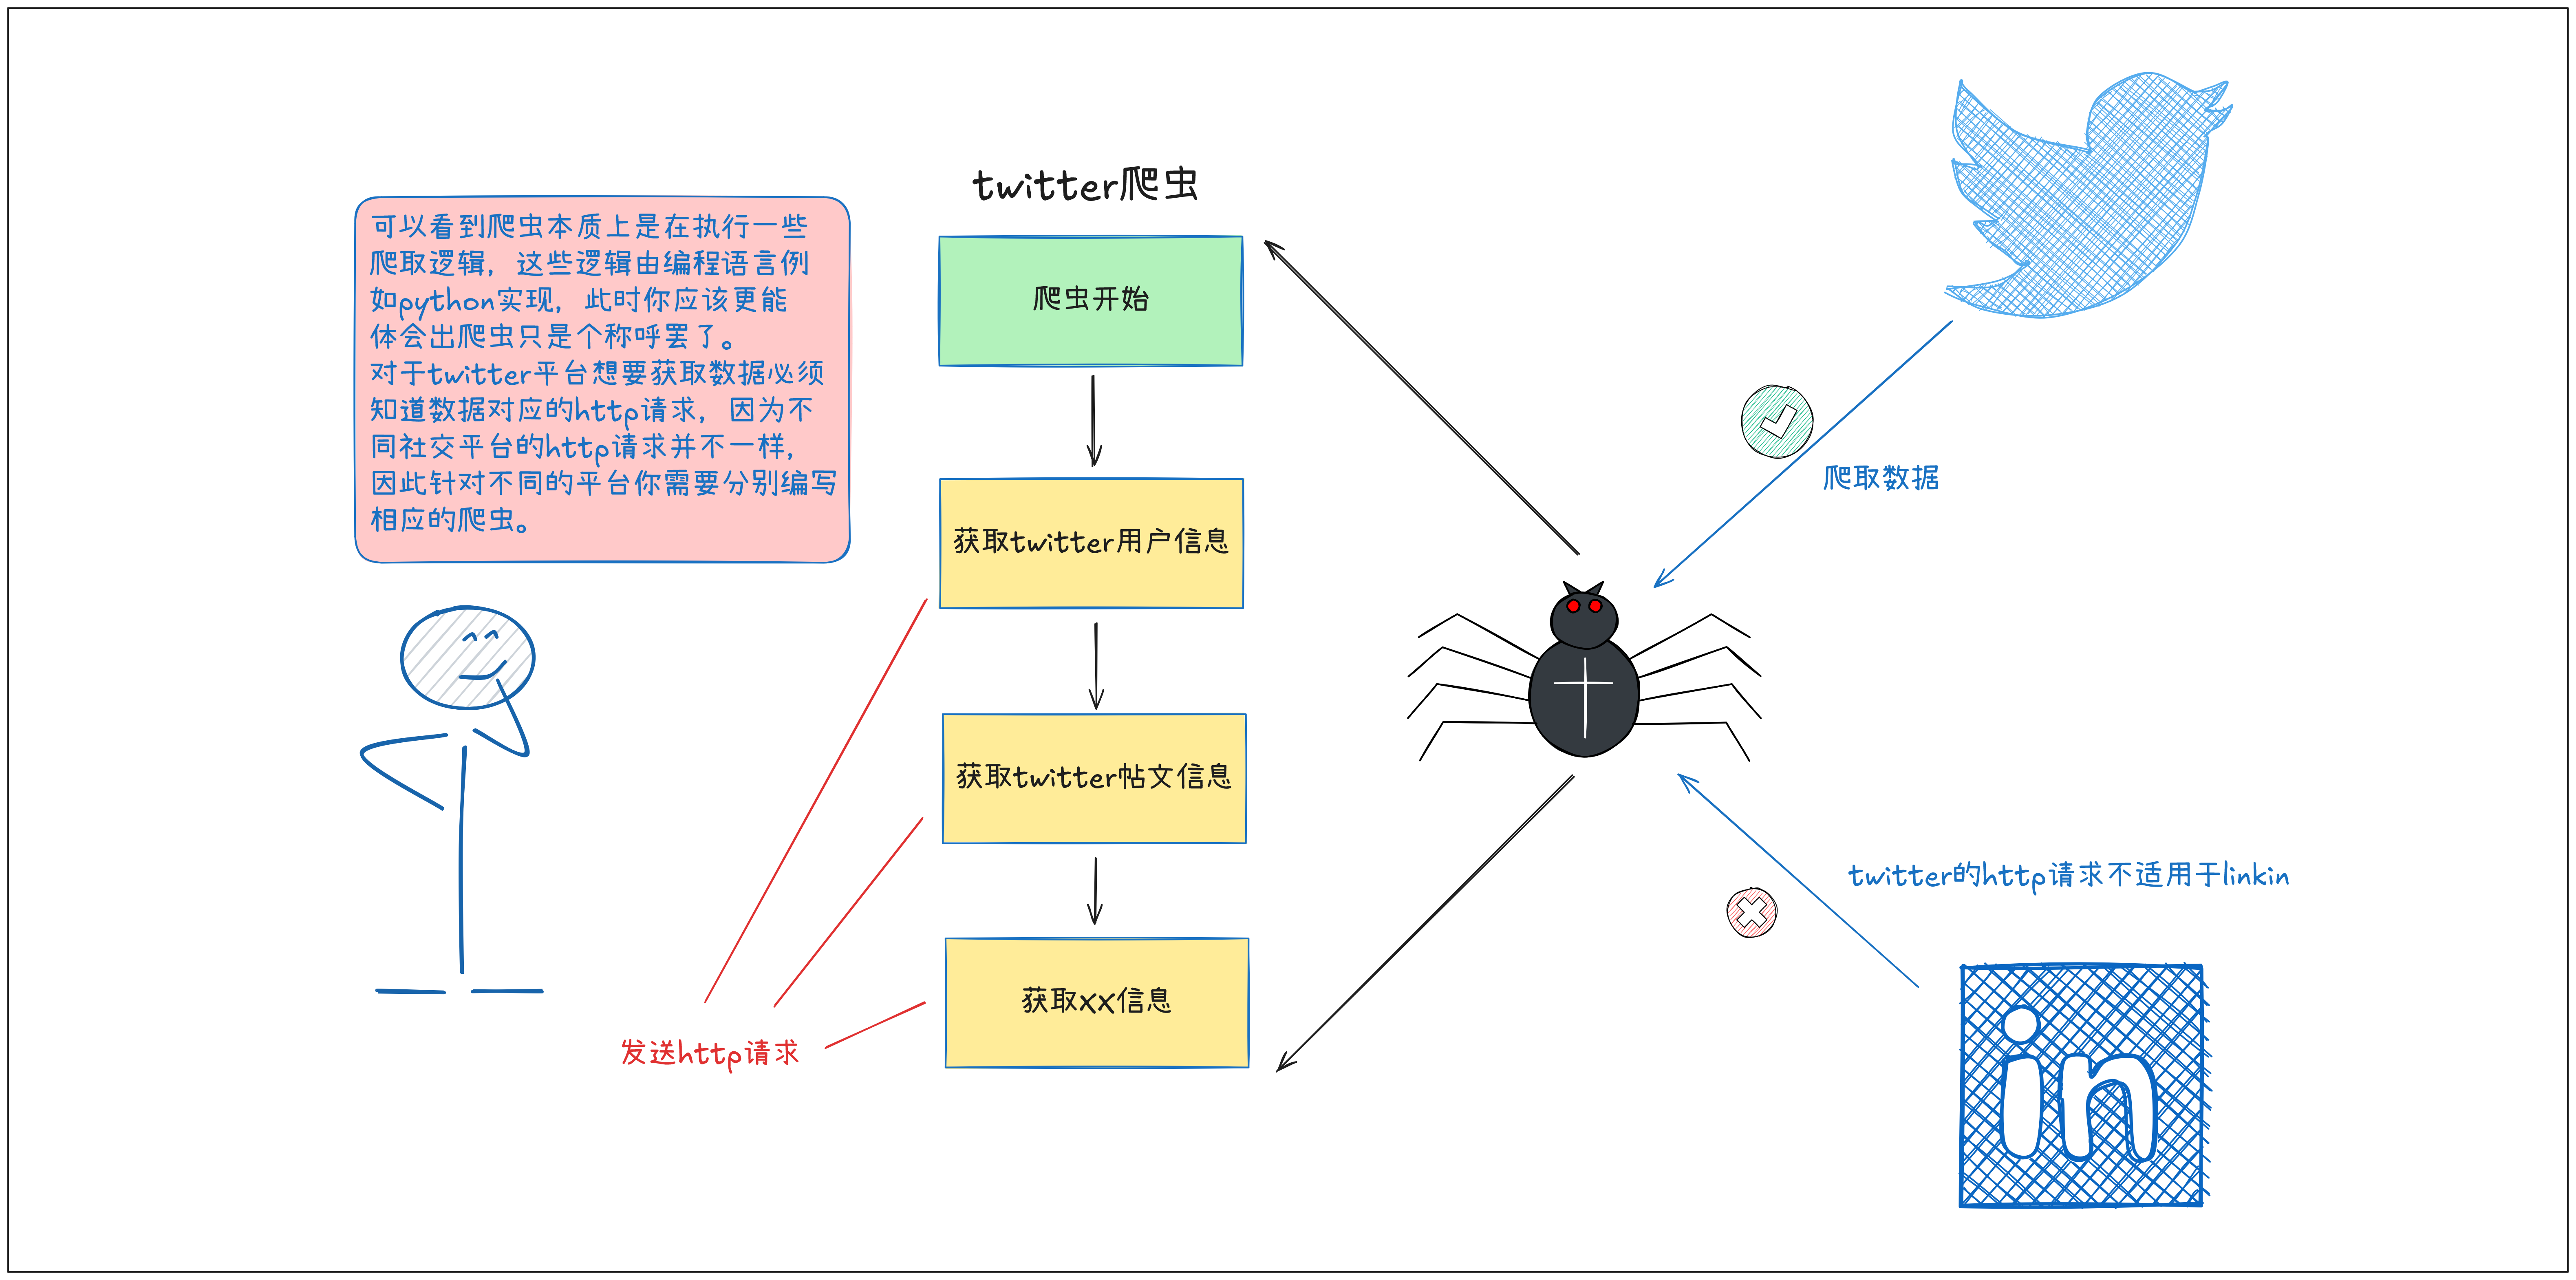 twitter爬虫
可以看到爬虫本质上是在执行一些
爬取逻辑，这些逻辑由编程语言例
如python实现，此时你应该更能
体会出爬虫只是个称呼罢了。
对于twitter平台想要获取数据必须
知道数据对应的http请求，因为不
同社交平台的http请求并不一样，
因此针对不同的平台你需要分别编写
相应的爬虫。
爬虫开始
获取twitter用户信息
获取twitter帖文信息
获取xx信息
发送http请求
爬取数据
twitter的http请求不适用于linkin
in